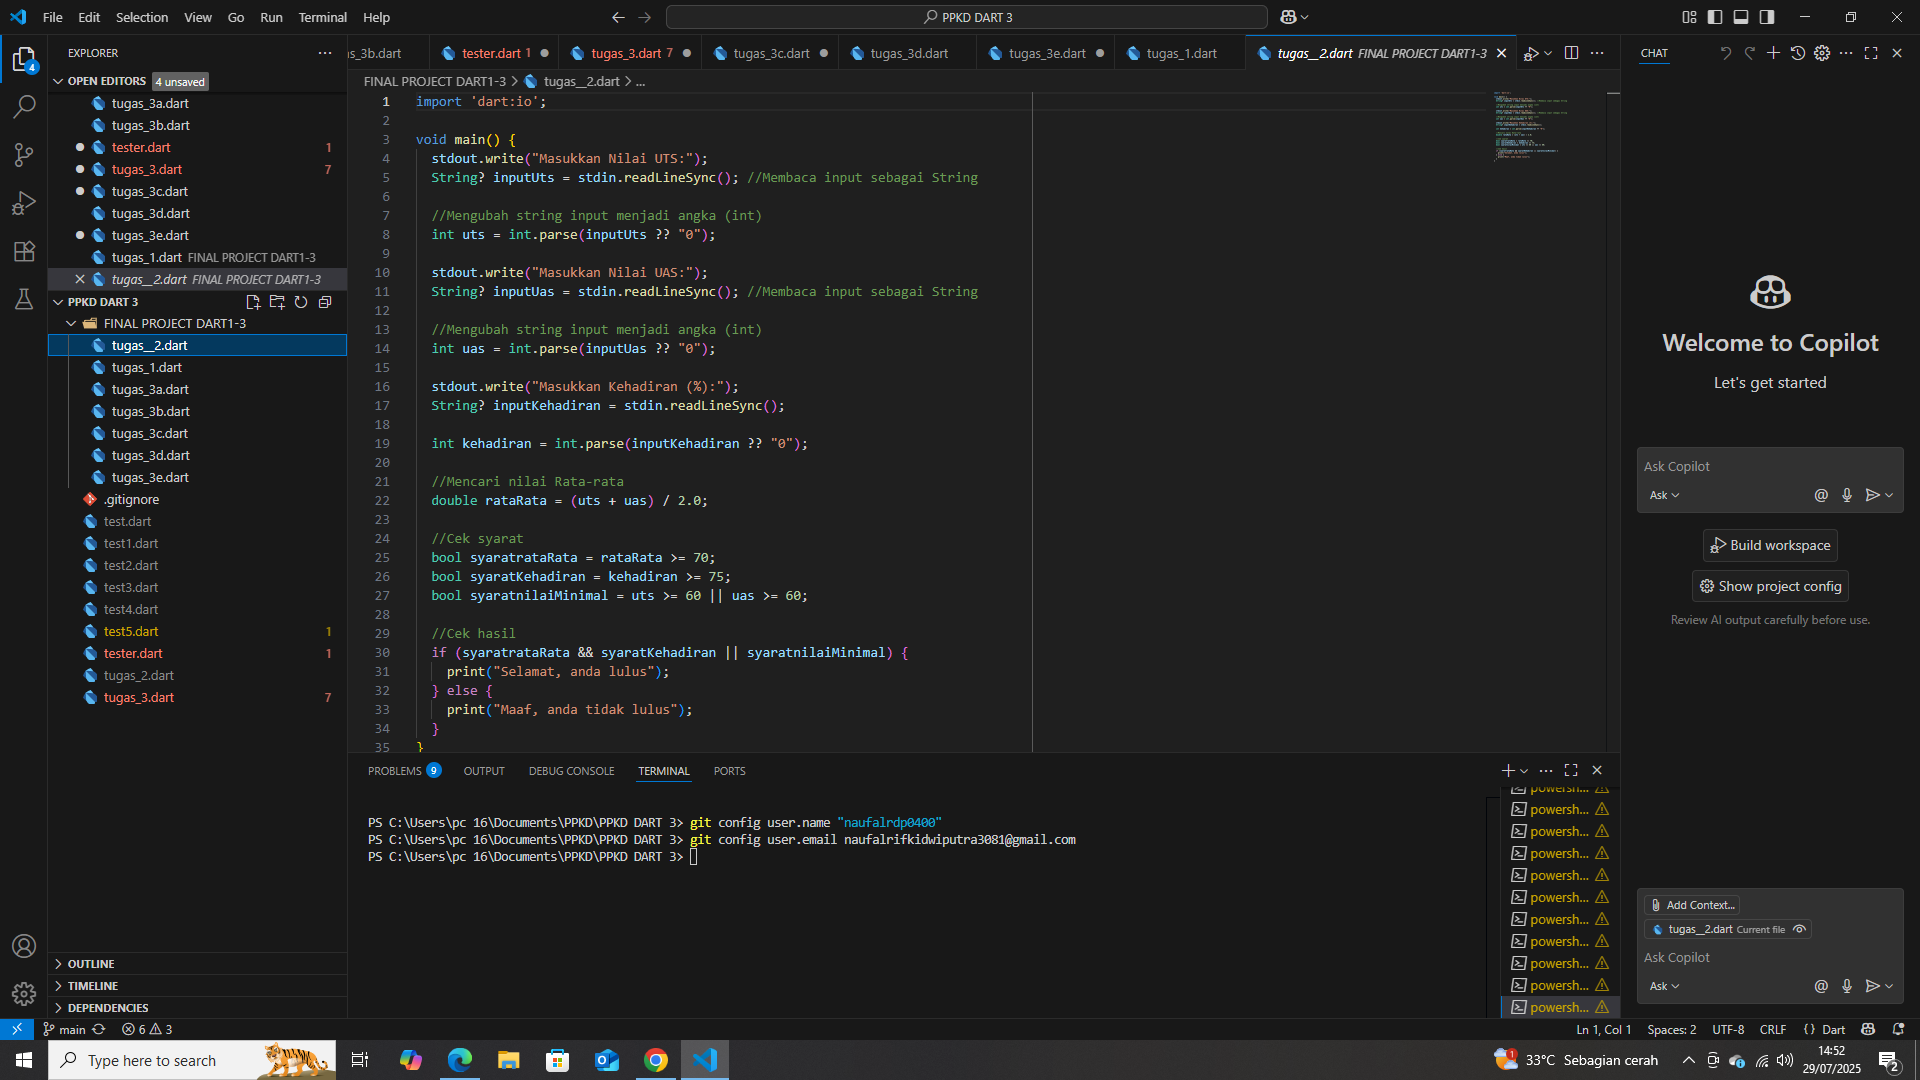 File Edit Selection View Go Run Terminal Help
PPKD DART 3
EXPLORER
OPEN EDITORS 4 unsaved
tugas_3a.dart
tugas_3b.dart
tester.dart 1
tugas_3.dart 7
tugas_3c.dart
tugas_3d.dart
tugas_3e.dart
tugas_1.dart FINAL PROJECT DART1-3
tugas__2.dart FINAL PROJECT DART1-3
PPKD DART 3
FINAL PROJECT DART1-3
tugas__2.dart
tugas_1.dart
tugas_3a.dart
tugas_3b.dart
tugas_3c.dart
tugas_3d.dart
tugas_3e.dart
.gitignore
test.dart
test1.dart
test2.dart
test3.dart
test4.dart
test5.dart 1
tester.dart 1
tugas_2.dart
tugas_3.dart 7
OUTLINE
TIMELINE
DEPENDENCIES
as_3b.dart tester.dart 1 tugas_3.dart 7 tugas_3c.dart tugas_3d.dart tugas_3e.dart tugas_1.dart tugas__2.dart FINAL PROJECT DART1-3
FINAL PROJECT DART1-3 > tugas__2.dart > ...
1 import 'dart:io';
2
3 void main() {
4 stdout.write("Masukkan Nilai UTS:");
5 String? inputUts = stdin.readLineSync(); //Membaca input sebagai String
6
7 //Mengubah string input menjadi angka (int)
8 int uts = int.parse(inputUts ?? "0");
9
10 stdout.write("Masukkan Nilai UAS:");
11 String? inputUas = stdin.readLineSync(); //Membaca input sebagai String
12
13 //Mengubah string input menjadi angka (int)
14 int uas = int.parse(inputUas ?? "0");
15
16 stdout.write("Masukkan Kehadiran (%):");
17 String? inputKehadiran = stdin.readLineSync();
18
19 int kehadiran = int.parse(inputKehadiran ?? "0");
20
21 //Mencari nilai Rata-rata
22 double rataRata = (uts + uas) / 2.0;
23
24 //Cek syarat
25 bool syaratrataRata = rataRata >= 70;
26 bool syaratKehadiran = kehadiran >= 75;
27 bool syaratnilaiMinimal = uts >= 60 || uas >= 60;
28
29 //Cek hasil
30 if (syaratrataRata && syaratKehadiran || syaratnilaiMinimal) {
31 print("Selamat, anda lulus");
32 } else {
33 print("Maaf, anda tidak lulus");
34 }
35 }
PROBLEMS 9 OUTPUT DEBUG CONSOLE TERMINAL PORTS
PS C:\Users\pc 16\Documents\PPKD\PPKD DART 3> git config user.name "naufalrdp0400"
PS C:\Users\pc 16\Documents\PPKD\PPKD DART 3> git config user.email naufalrifkidwiputra3081@gmail.com
PS C:\Users\pc 16\Documents\PPKD\PPKD DART 3>
powersh...
powersh...
powersh...
powersh...
powersh...
powersh...
powersh...
powersh...
powersh...
powersh...
powersh...
CHAT
Welcome to Copilot
Let's get started
Ask Copilot
Ask
Build workspace
Show project config
Review AI output carefully before use.
Add Context...
tugas__2.dart Current file
Ask Copilot
Ask
4
main 6 3
Ln 1, Col 1 Spaces: 2 UTF-8 CRLF {} Dart
Type here to search
1 33°C Sebagian cerah
14:52
29/07/2025
2